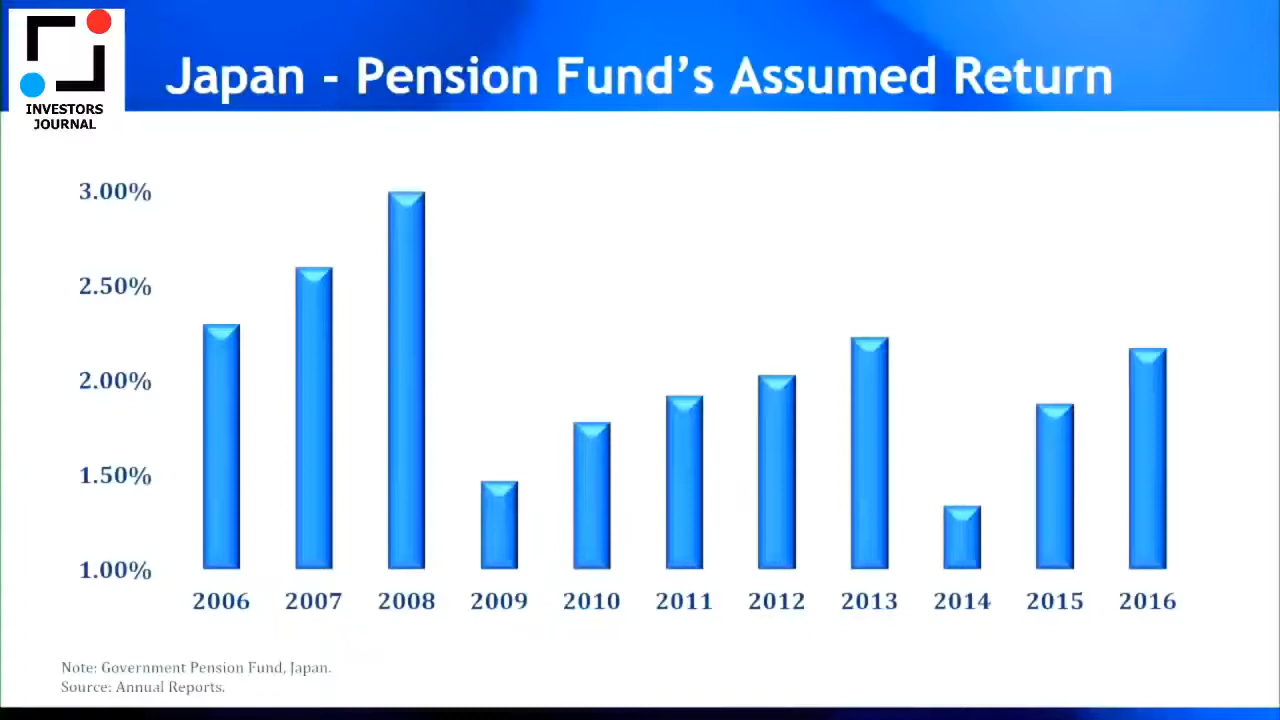 INVESTORS
JOURNAL
Japan - Pension Fund’s Assumed Return
3.00%
2.50%
2.00%
1.50%
1.00%
2006 2007 2008 2009 2010 2011 2012 2013 2014 2015 2016
Note: Government Pension Fund, Japan.
Source: Annual Reports.